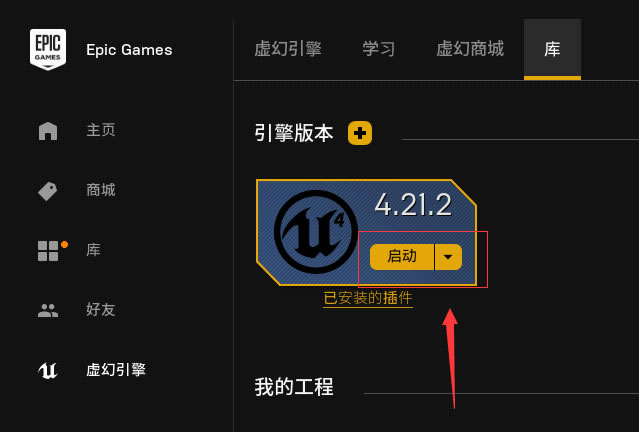 EPIC GAMES
Epic Games
虚幻引擎 学习 虚幻商城 库
主页
商城
库
好友
虚幻引擎
引擎版本
4
4.21.2
启动
已安装的插件
我的工程